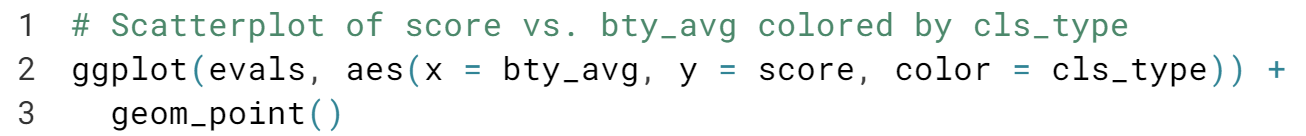 1 # Scatterplot of score vs. bty_avg colored by cls_type
2 ggplot(evals, aes(x = bty_avg, y = score, color = cls_type)) +
3   geom_point()